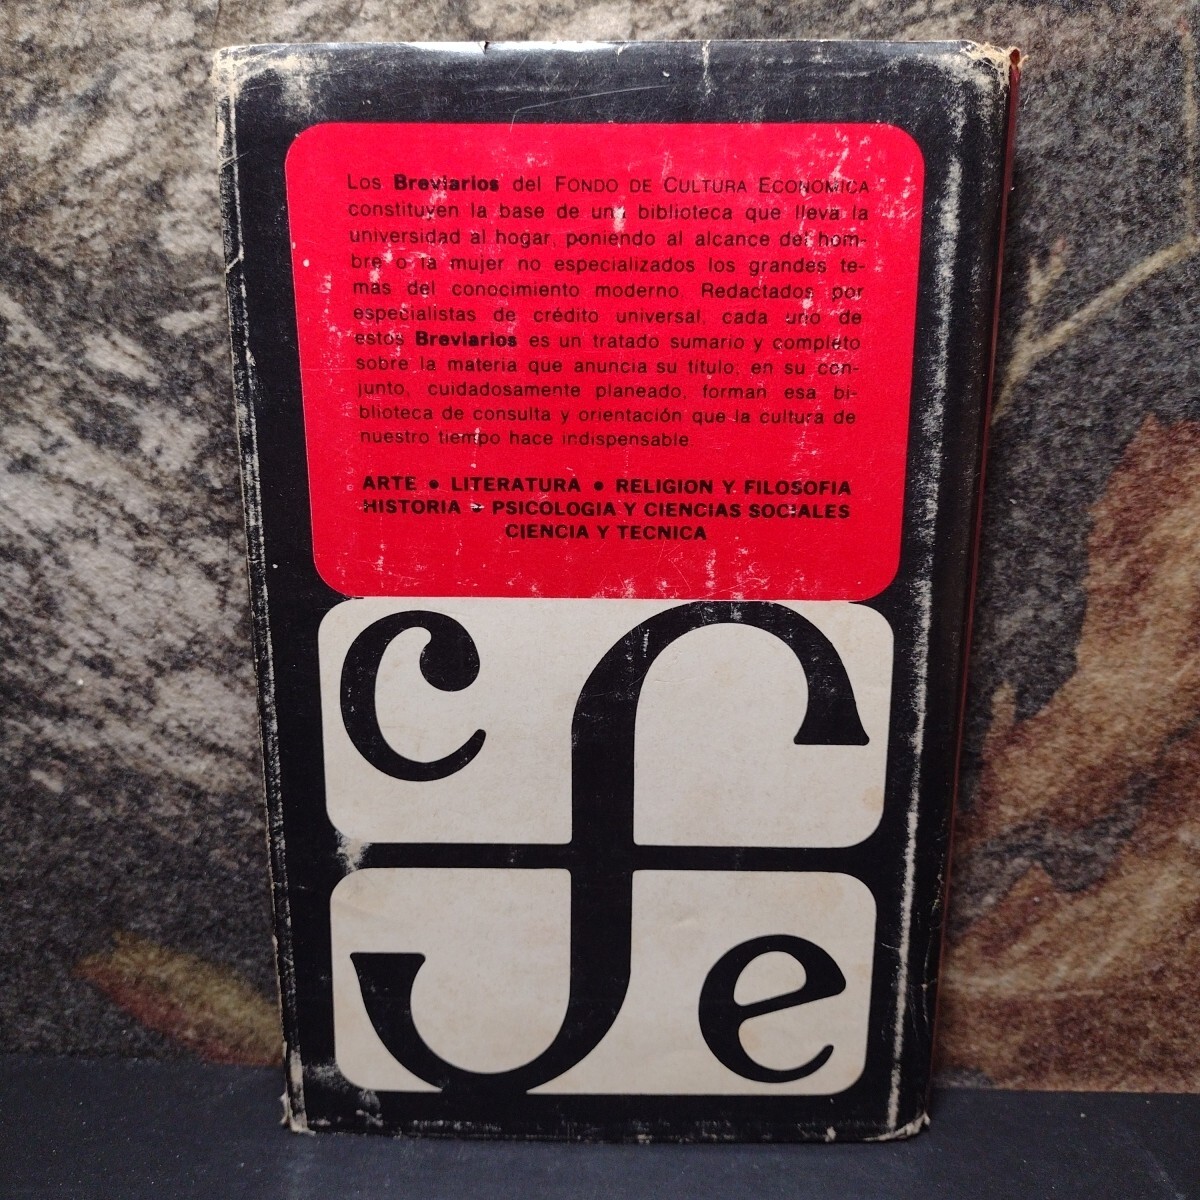 Los Breviarios del FONDO DE CULTURA ECONOMICA
constituyen la base de una biblioteca que lleva la
universidad al hogar, poniendo al alcance del hom-
bre o la mujer no especializados los grandes te-
mas del conocimiento moderno. Redactados por
especialistas de crédito universal, cada uno de
estos Breviarios es un tratado sumario y completo
sobre la materia que anuncia su título; en su con-
junto, cuidadosamente planeado, forman esa bi-
blioteca de consulta y orientación que la cultura de
nuestro tiempo hace indispensable.
ARTE • LITERATURA • RELIGION Y FILOSOFIA
HISTORIA • PSICOLOGIA Y CIENCIAS SOCIALES
CIENCIA Y TECNICA
c f
e